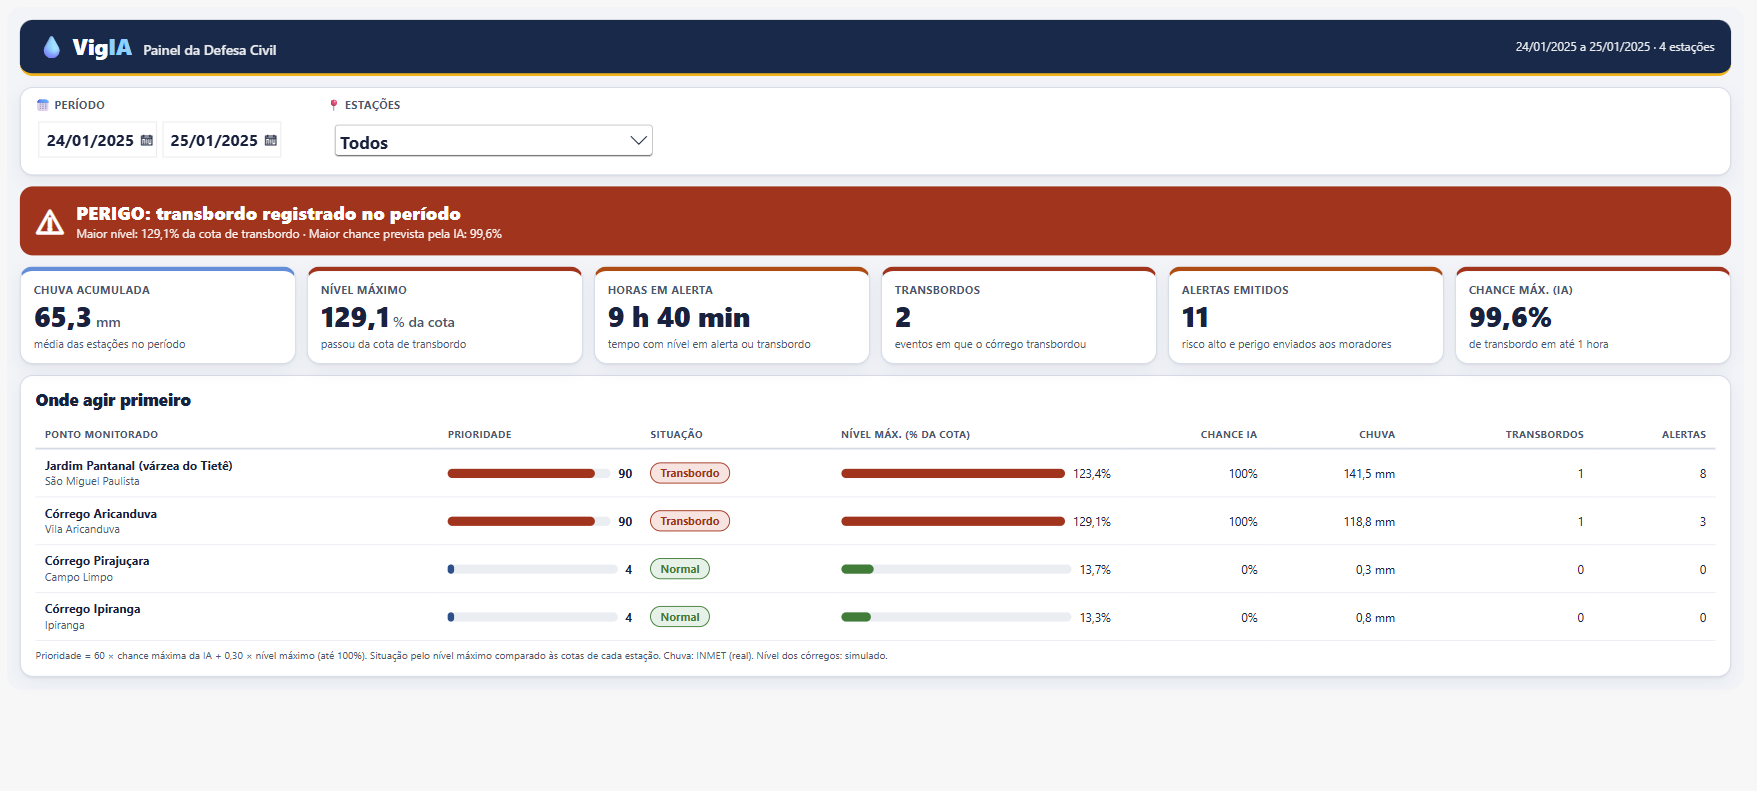 VigIA Painel da Defesa Civil
24/01/2025 a 25/01/2025 · 4 estações
PERÍODO
ESTAÇÕES
24/01/2025 25/01/2025
Todos
PERIGO: transbordo registrado no período
Maior nível: 129,1% da cota de transbordo · Maior chance prevista pela IA: 99,6%
CHUVA ACUMULADA
65,3 mm
média das estações no período
NÍVEL MÁXIMO
129,1 % da cota
passou da cota de transbordo
HORAS EM ALERTA
9 h 40 min
tempo com nível em alerta ou transbordo
TRANSBORDOS
2
eventos em que o córrego transbordou
ALERTAS EMITIDOS
11
risco alto e perigo enviados aos moradores
CHANCE MÁX. (IA)
99,6%
de transbordo em até 1 hora
Onde agir primeiro
PONTO MONITORADO PRIORIDADE SITUAÇÃO NÍVEL MÁX. (% DA COTA) CHANCE IA CHUVA TRANSBORDOS ALERTAS
Jardim Pantanal (várzea do Tietê)
São Miguel Paulista
90 Transbordo 123,4% 100% 141,5 mm 1 8
Córrego Aricanduva
Vila Aricanduva
90 Transbordo 129,1% 100% 118,8 mm 1 3
Córrego Pirajuçara
Campo Limpo
4 Normal 13,7% 0% 0,3 mm 0 0
Córrego Ipiranga
Ipiranga
4 Normal 13,3% 0% 0,8 mm 0 0
Prioridade = 60 × chance máxima da IA + 0,30 × nível máximo (até 100%). Situação pelo nível máximo comparado às cotas de cada estação. Chuva: INMET (real). Nível dos córregos: simulado.